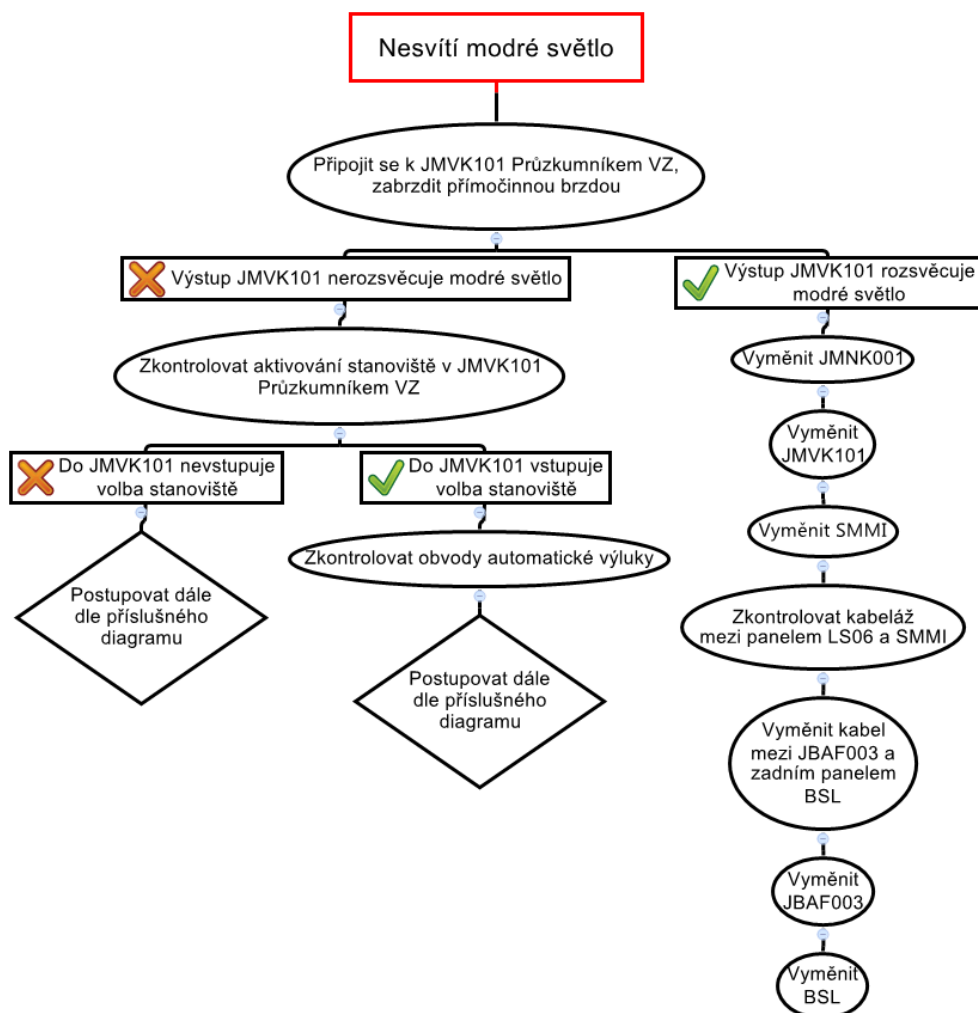 Nesvítí modré světlo
Připojit se k JMVK101 Průzkumníkem VZ,
zabrzdit přímočinnou brzdou
Výstup JMVK101 nerozsvěcuje modré světlo
Výstup JMVK101 rozsvěcuje
modré světlo
Zkontrolovat aktivování stanoviště v JMVK101
Průzkumníkem VZ
Vyměnit JMNK001
Vyměnit
JMVK101
Do JMVK101 nevstupuje
volba stanoviště
Do JMVK101 vstupuje
volba stanoviště
Vyměnit SMMI
Zkontrolovat obvody automatické výluky
Postupovat dále
dle příslušného
diagramu
Zkontrolovat kabeláž
mezi panelem LS06 a SMMI
Postupovat dále
dle příslušného
diagramu
Vyměnit kabel
mezi JBAF003 a
zadním panelem
BSL
Vyměnit
JBAF003
Vyměnit
BSL